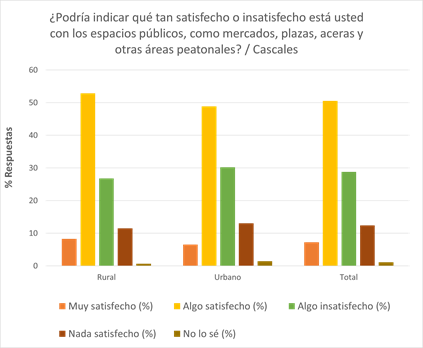 ¿Podría indicar qué tan satisfecho o insatisfecho está usted
con los espacios públicos, como mercados, plazas, aceras y
otras áreas peatonales? / Cascales
60
50
40
30
20
10
0
% Respuestas
Rural
Urbano
Total
Muy satisfecho (%)
Algo satisfecho (%)
Algo insatisfecho (%)
Nada satisfecho (%)
No lo sé (%)